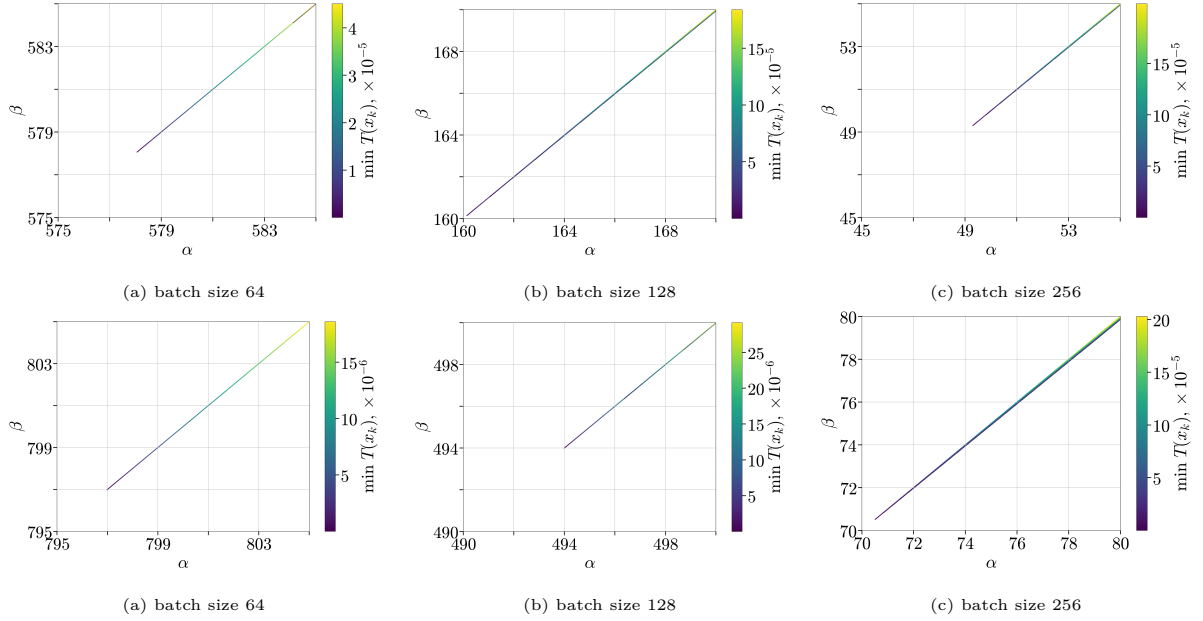 583
579
575
575
579
583
β
α
4
3
2
1
min T(x_k), × 10^−5
(a) batch size 64
168
164
160
160
164
168
β
α
15
10
5
min T(x_k), × 10^−5
(b) batch size 128
53
49
45
45
49
53
β
α
15
10
5
min T(x_k), × 10^−5
(c) batch size 256
803
799
795
795
799
803
β
α
15
10
5
min T(x_k), × 10^−6
(a) batch size 64
498
494
490
490
494
498
β
α
25
20
15
10
5
min T(x_k), × 10^−6
(b) batch size 128
80
78
76
74
72
70
70
72
74
76
78
80
β
α
20
15
10
5
min T(x_k), × 10^−5
(c) batch size 256